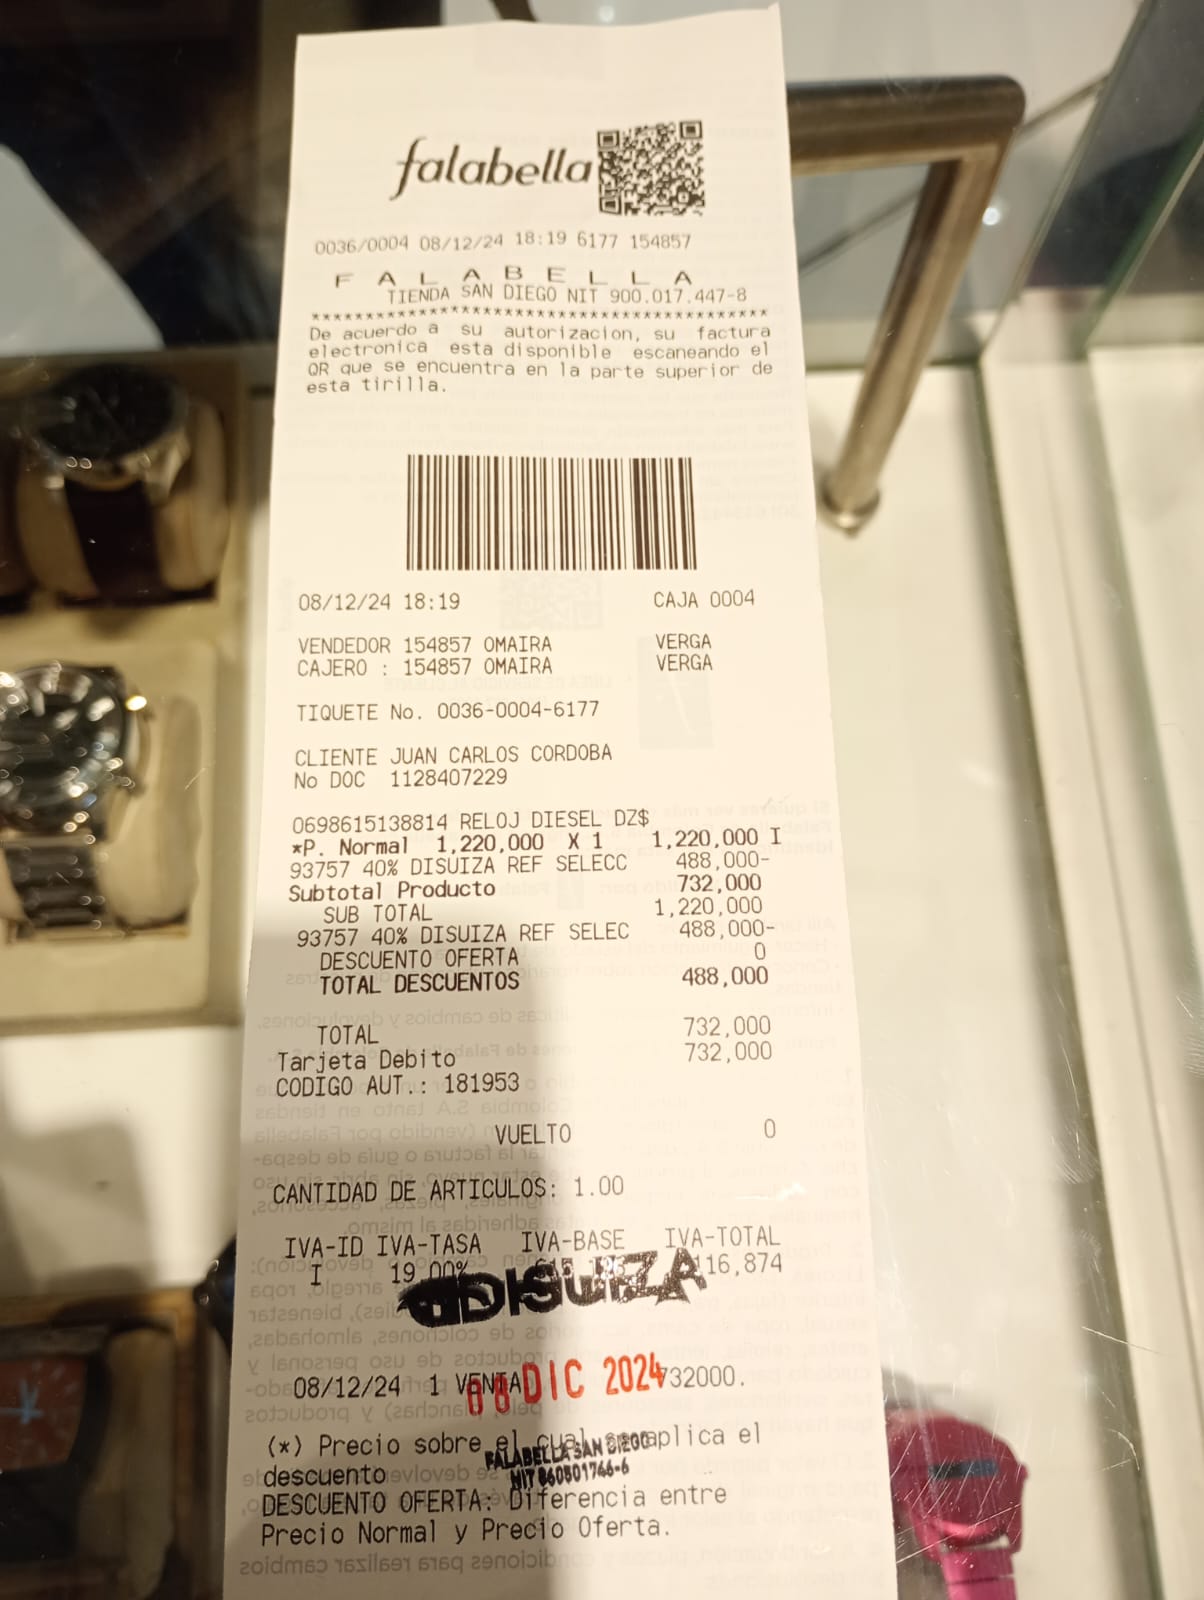 falabella
0036/0004 08/12/24 18:19 6177 154857
F A L A B E L L A
TIENDA SAN DIEGO NIT 900.017.447-8
******************************************
De acuerdo a su autorizacion, su factura
electronica esta disponible escaneando el
QR que se encuentra en la parte superior de
esta tirilla.
08/12/24 18:19 CAJA 0004
VENDEDOR 154857 OMAIRA VERGA
CAJERO : 154857 OMAIRA VERGA
TIQUETE No. 0036-0004-6177
CLIENTE JUAN CARLOS CORDOBA
No DOC 1128407229
0698615138814 RELOJ DIESEL DZ$
*P. Normal 1,220,000 X 1 1,220,000 I
93757 40% DISUIZA REF SELECC 488,000-
Subtotal Producto 732,000
SUB TOTAL 1,220,000
93757 40% DISUIZA REF SELEC 488,000-
DESCUENTO OFERTA 0
TOTAL DESCUENTOS 488,000
TOTAL 732,000
Tarjeta Debito 732,000
CODIGO AUT.: 181953
VUELTO 0
CANTIDAD DE ARTICULOS: 1.00
IVA-ID IVA-TASA IVA-BASE IVA-TOTAL
I 19.00% 116,874
DISUIZA
08/12/24 1 VENTA 732000.
08 DIC 2024
(*) Precio sobre el cual se aplica el
descuento
FALABELLA SAN DIEGO
NIT 860501766-6
DESCUENTO OFERTA: Diferencia entre
Precio Normal y Precio Oferta.